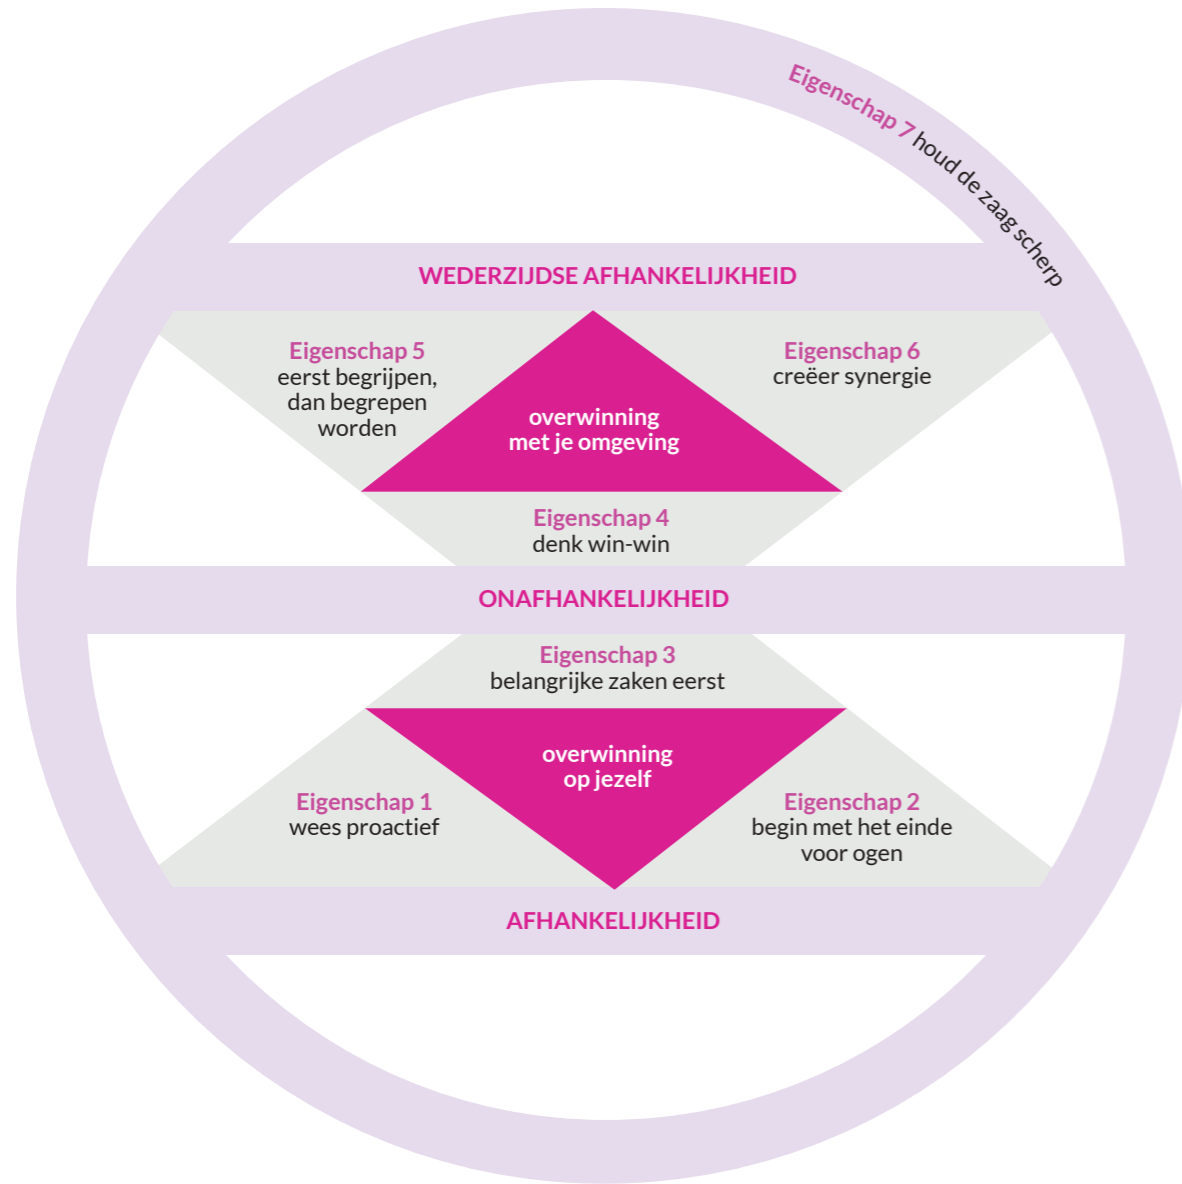 Eigenschap 7 houd de zaag scherp
WEDERZIJDSE AFHANKELIJKHEID
Eigenschap 5
eerst begrijpen,
dan begrepen
worden
overwinning
met je omgeving
Eigenschap 6
creëer synergie
Eigenschap 4
denk win-win
ONAFHANKELIJKHEID
Eigenschap 3
belangrijke zaken eerst
overwinning
op jezelf
Eigenschap 1
wees proactief
Eigenschap 2
begin met het einde
voor ogen
AFHANKELIJKHEID